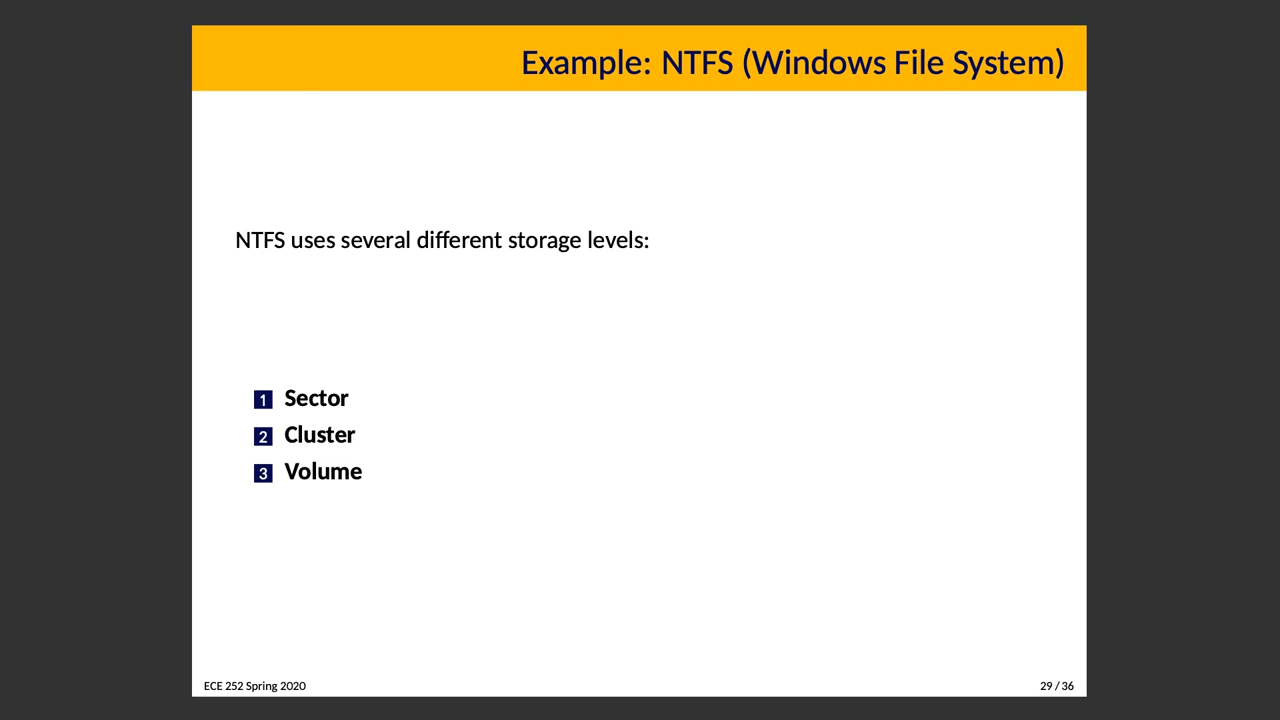 Example: NTFS (Windows File System)
NTFS uses several different storage levels:
1 Sector
2 Cluster
3 Volume
ECE 252 Spring 2020
29 / 36